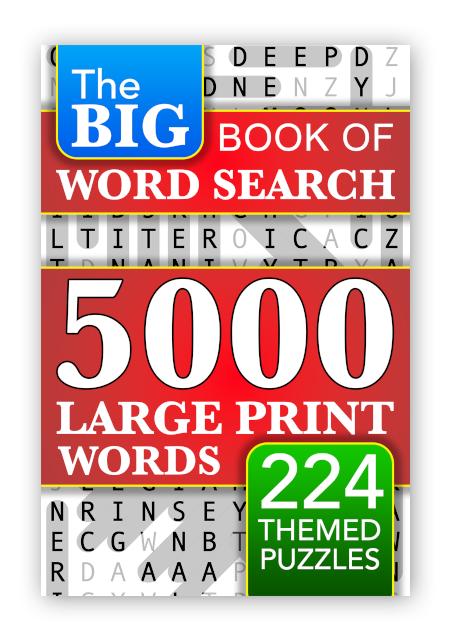 S D E E P D Z
D N E N Z Y J
The
BIG
BOOK OF
WORD SEARCH
L T I T E R O I C A C Z
5000
LARGE PRINT
WORDS
224
THEMED
PUZZLES
N R I N S E Y
E C G W N B T
R D A A A A P